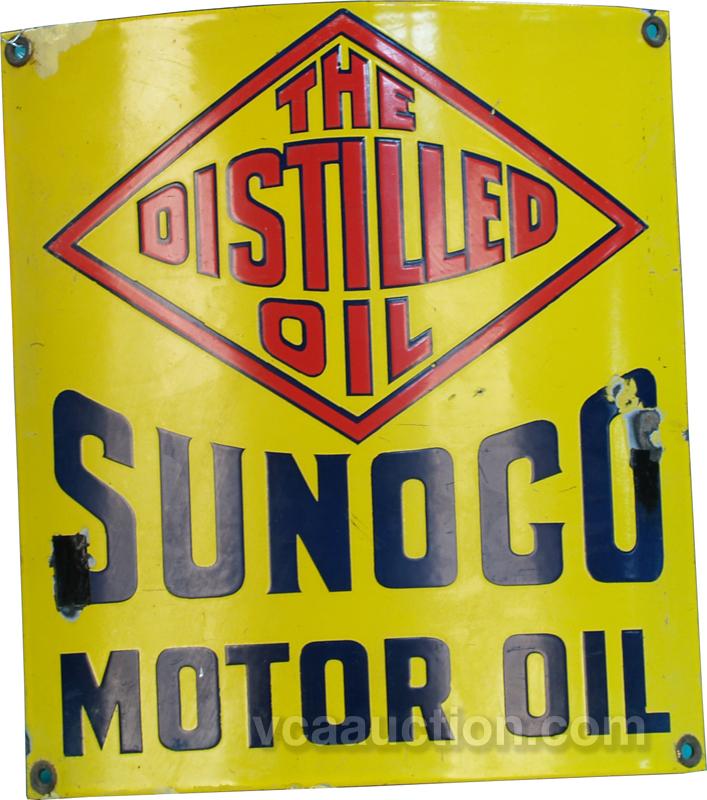 THE
DISTILLED
OIL
SUNOCO
MOTOR OIL
vcaauction.com